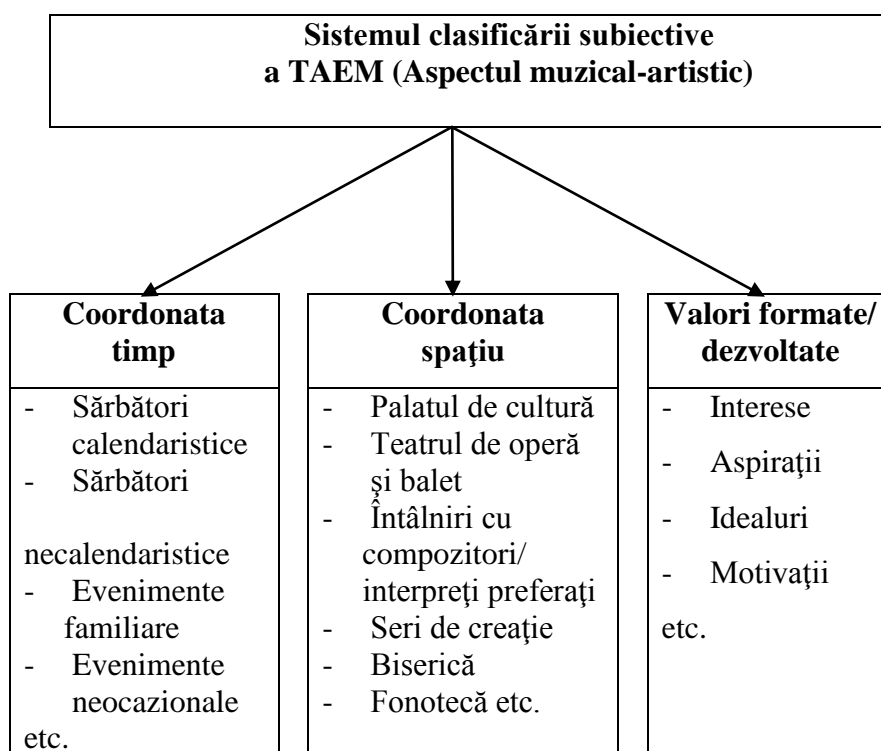 Sistemul clasificării subiective
a TAEM (Aspectul muzical-artistic)
Coordonata
timp
- Sărbători
calendaristice
- Sărbători
necalendaristice
- Evenimente
familiare
- Evenimente
neocazionale
etc.
Coordonata
spaţiu
- Palatul de cultură
- Teatrul de operă
şi balet
- Întâlniri cu
compozitori/
interpreţi preferaţi
- Seri de creaţie
- Biserică
- Fonotecă etc.
Valori formate/
dezvoltate
- Interese
- Aspiraţii
- Idealuri
- Motivaţii
etc.